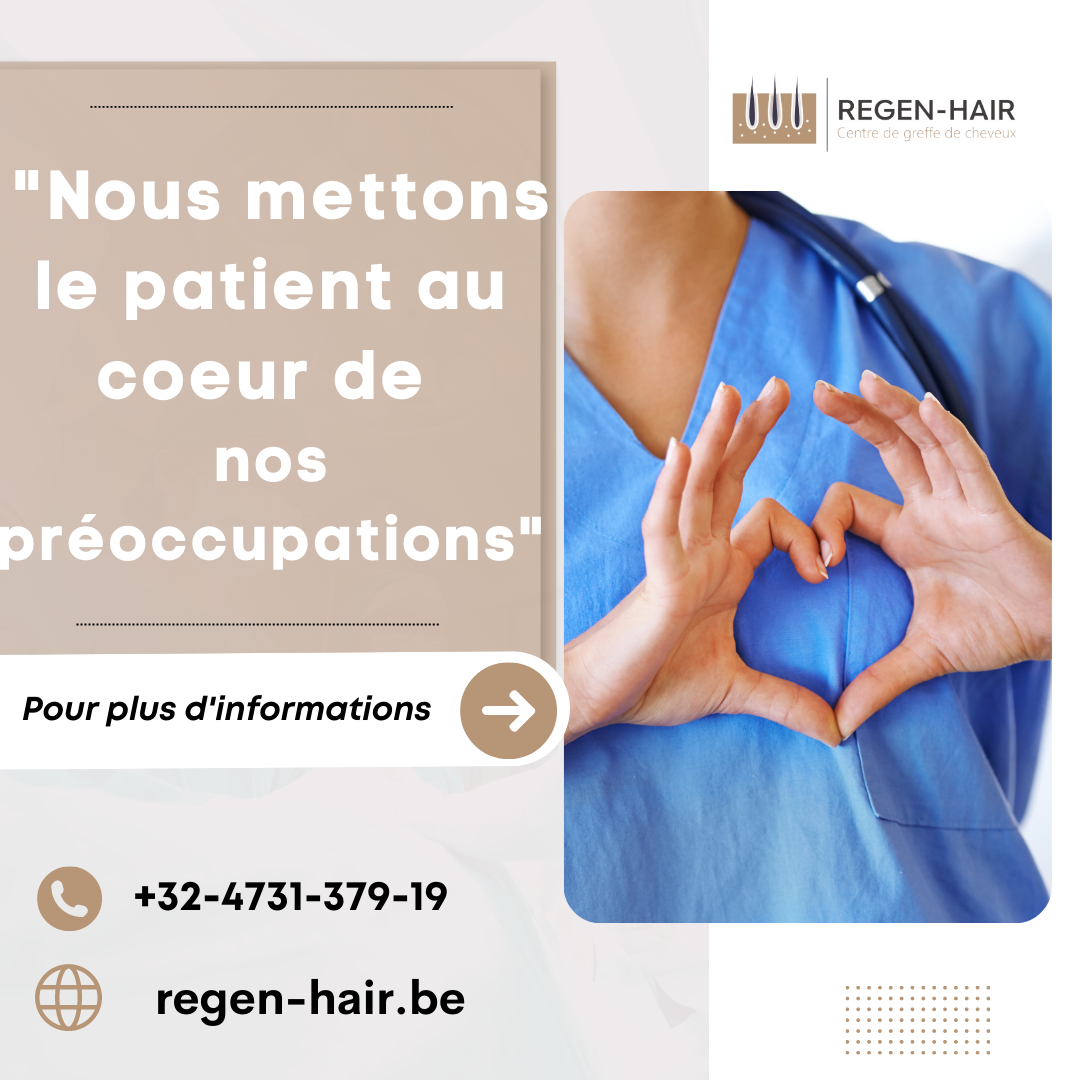 REGEN-HAIR
Centre de greffe de cheveux
"Nous mettons
le patient au
coeur de
nos
préoccupations"
Pour plus d'informations
+32-4731-379-19
regen-hair.be